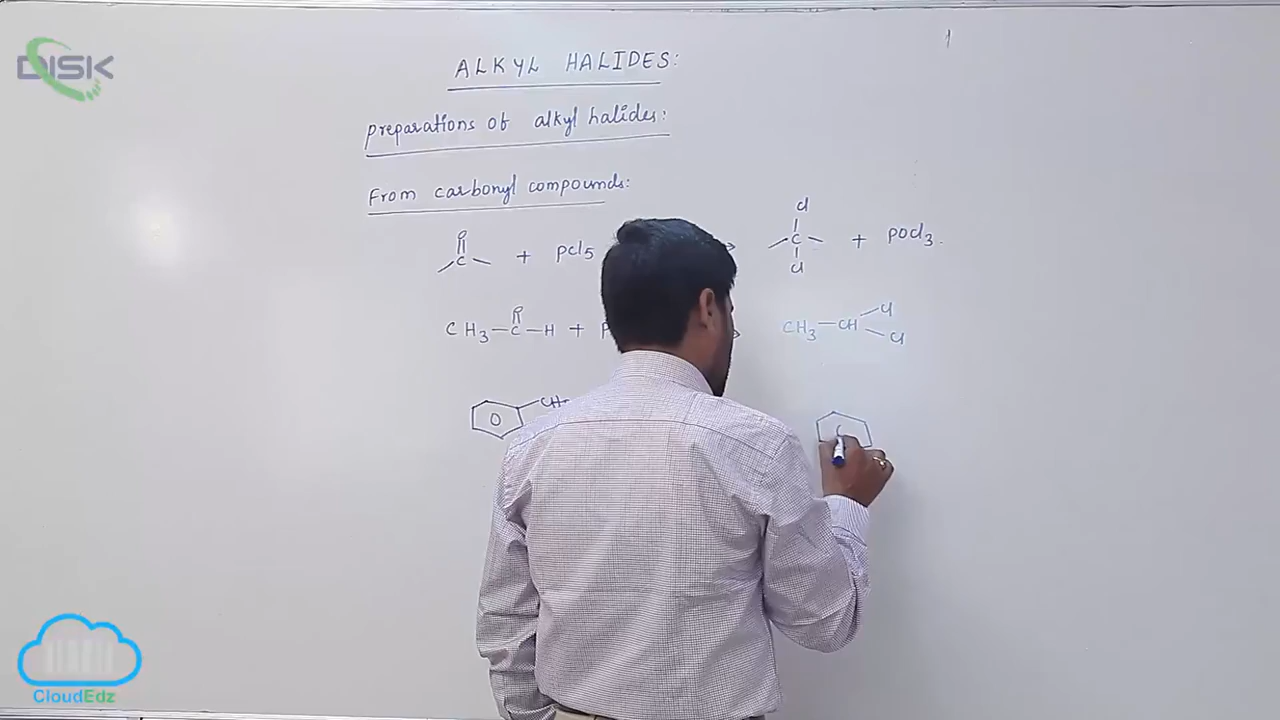 DISK
ALKYL HALIDES:
preparations of alkyl halides:
From carbonyl compounds:
O
C + pcl5 → Cl C Cl + pocl3.
CH3-C-H + → CH3-CH Cl Cl
O
CloudEdz